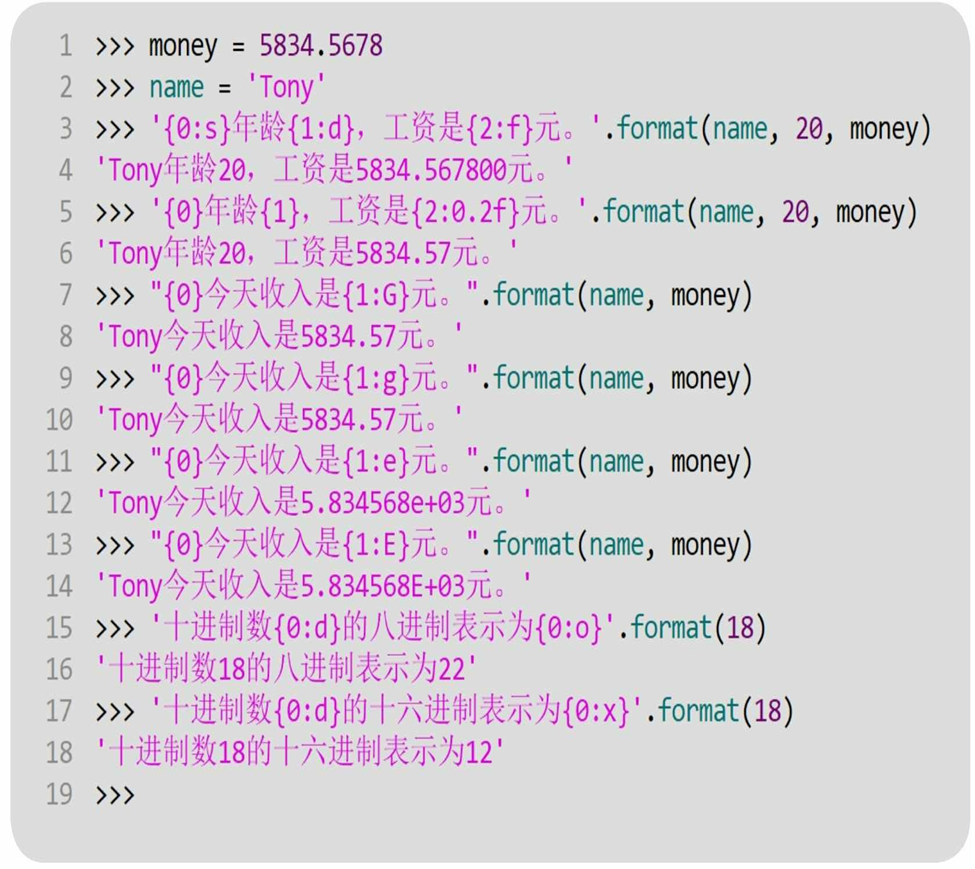 1 >>> money = 5834.5678
2 >>> name = 'Tony'
3 >>> '{0:s}年龄{1:d}，工资是{2:f}元。'.format(name, 20, money)
4 'Tony年龄20，工资是5834.567800元。'
5 >>> '{0}年龄{1}，工资是{2:0.2f}元。'.format(name, 20, money)
6 'Tony年龄20，工资是5834.57元。'
7 >>> "{0}今天收入是{1:G}元。".format(name, money)
8 'Tony今天收入是5834.57元。'
9 >>> "{0}今天收入是{1:g}元。".format(name, money)
10 'Tony今天收入是5834.57元。'
11 >>> "{0}今天收入是{1:e}元。".format(name, money)
12 'Tony今天收入是5.834568e+03元。'
13 >>> "{0}今天收入是{1:E}元。".format(name, money)
14 'Tony今天收入是5.834568E+03元。'
15 >>> '十进制数{0:d}的八进制表示为{0:o}'.format(18)
16 '十进制数18的八进制表示为22'
17 >>> '十进制数{0:d}的十六进制表示为{0:x}'.format(18)
18 '十进制数18的十六进制表示为12'
19 >>>